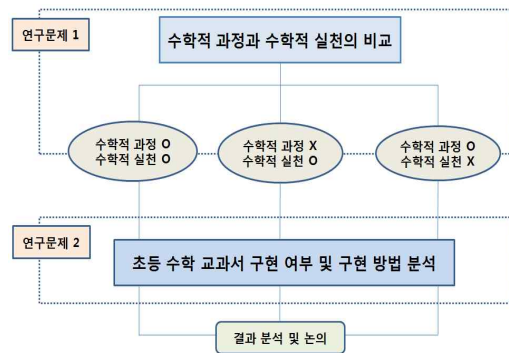 연구문제 1
수학적 과정과 수학적 실천의 비교
수학적 과정 O
수학적 실천 O
수학적 과정 X
수학적 실천 O
수학적 과정 O
수학적 실천 X
연구문제 2
초등 수학 교과서 구현 여부 및 구현 방법 분석
결과 분석 및 논의